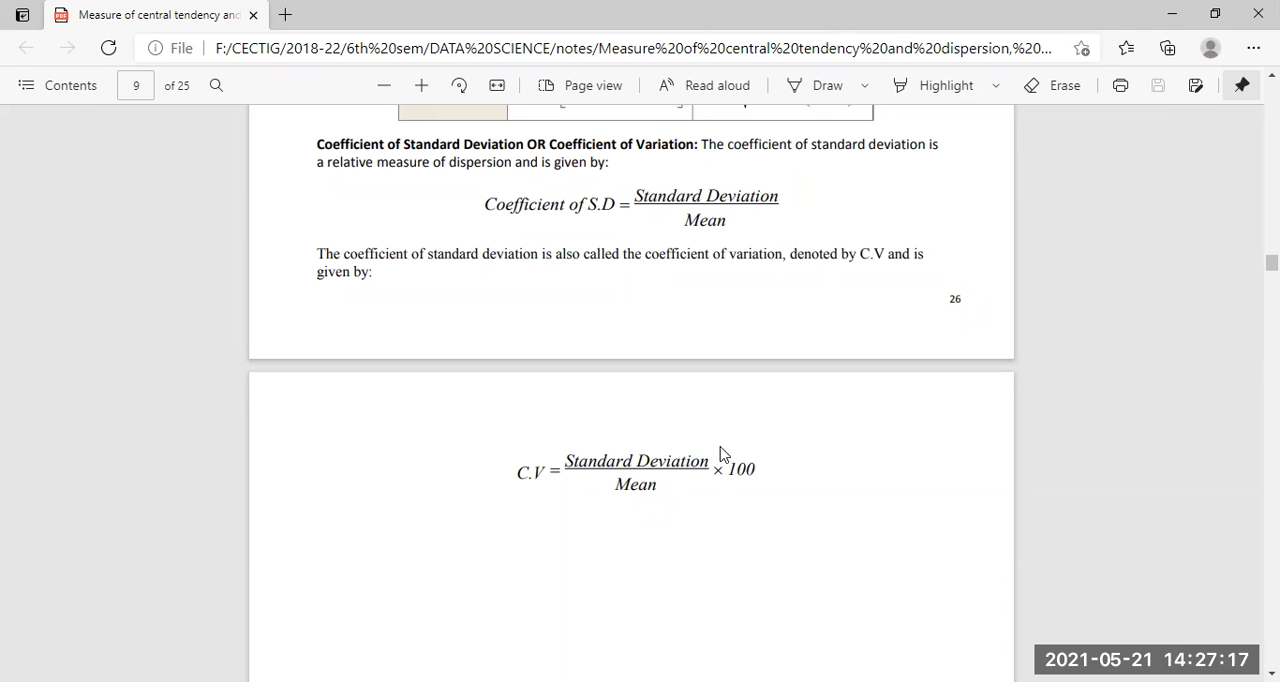 Measure of central tendency and
File F:/CECTIG/2018-22/6th%20sem/DATA%20SCIENCE/notes/Measure%20of%20central%20tendency%20and%20dispersion,%20...
Contents 9 of 25 Page view Read aloud Draw Highlight Erase
Coefficient of Standard Deviation OR Coefficient of Variation: The coefficient of standard deviation is
a relative measure of dispersion and is given by:
Coefficient of S.D = Standard Deviation
Mean
The coefficient of standard deviation is also called the coefficient of variation, denoted by C.V and is
given by:
26
C.V = Standard Deviation × 100
Mean
2021-05-21 14:27:17